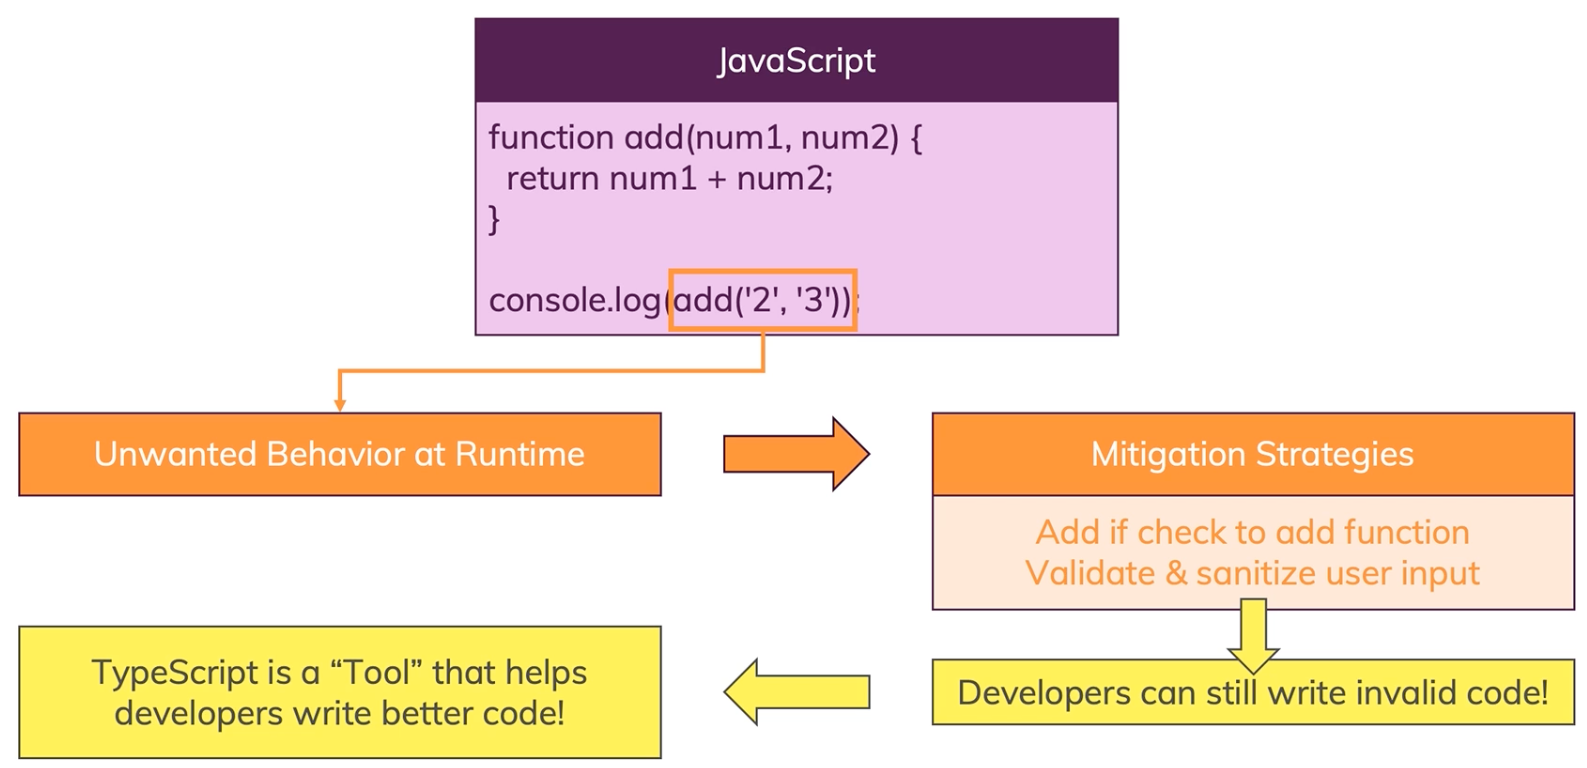 JavaScript
function add(num1, num2) {
  return num1 + num2;
}
console.log(add('2', '3'));
Unwanted Behavior at Runtime
Mitigation Strategies
Add if check to add function
Validate & sanitize user input
Developers can still write invalid code!
TypeScript is a “Tool” that helps
developers write better code!